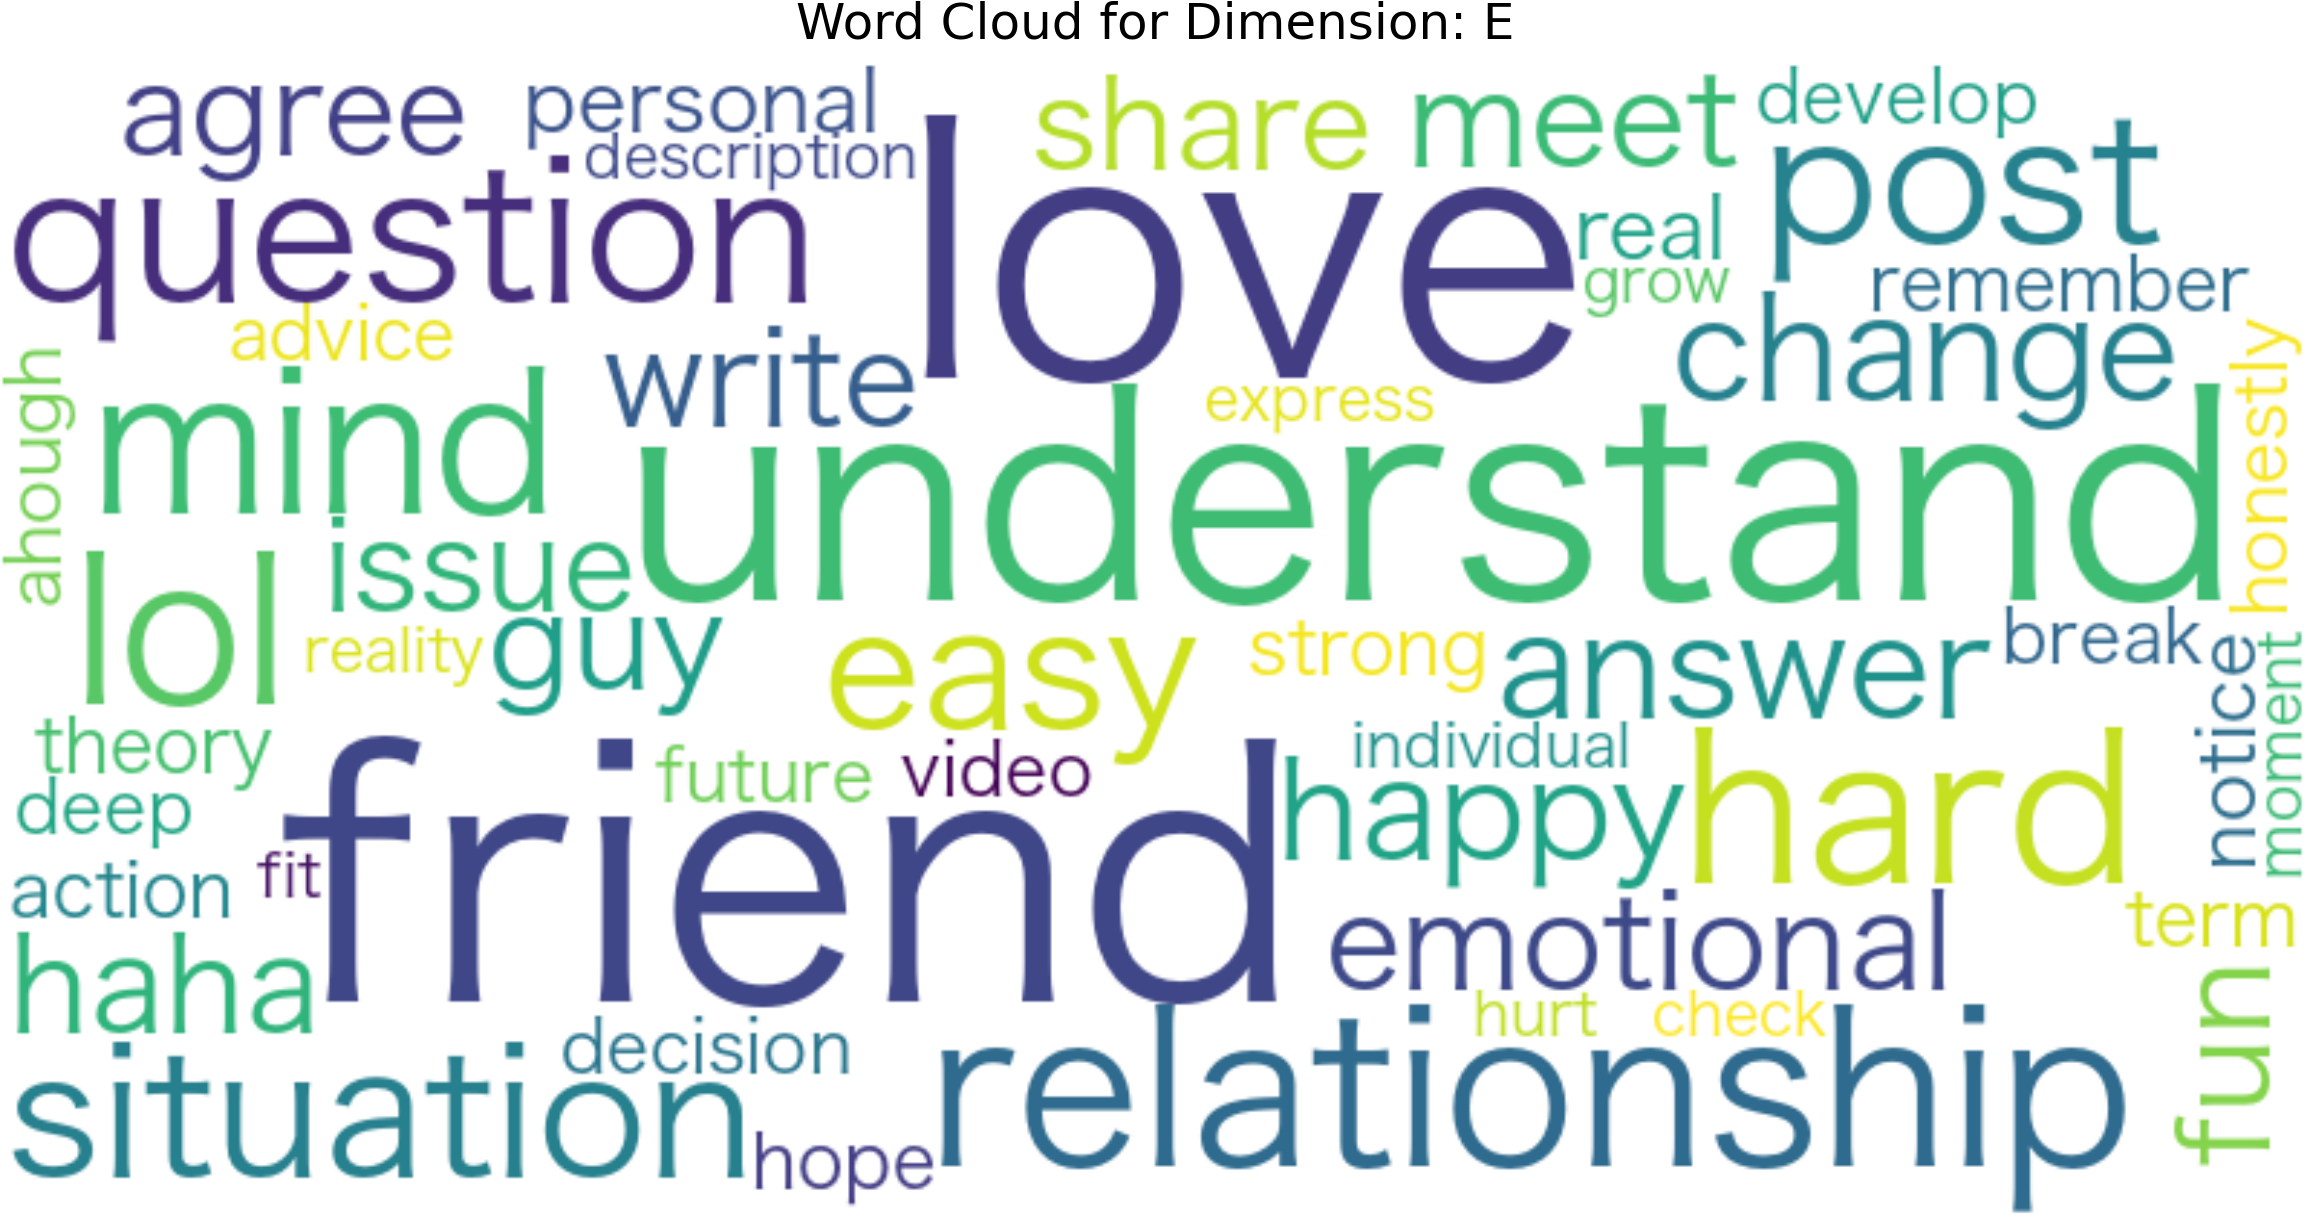 Word Cloud for Dimension: E
agree personal share meet develop
description post
question love real
grow remember
advice write change honestly
ahough mind express
understand
lol issue
reality guy easy strong answer break
notice moment
theory future video individual
deep friend happy hard
action fit
haha emotional term
hurt check fun
situation decision relationship
hope